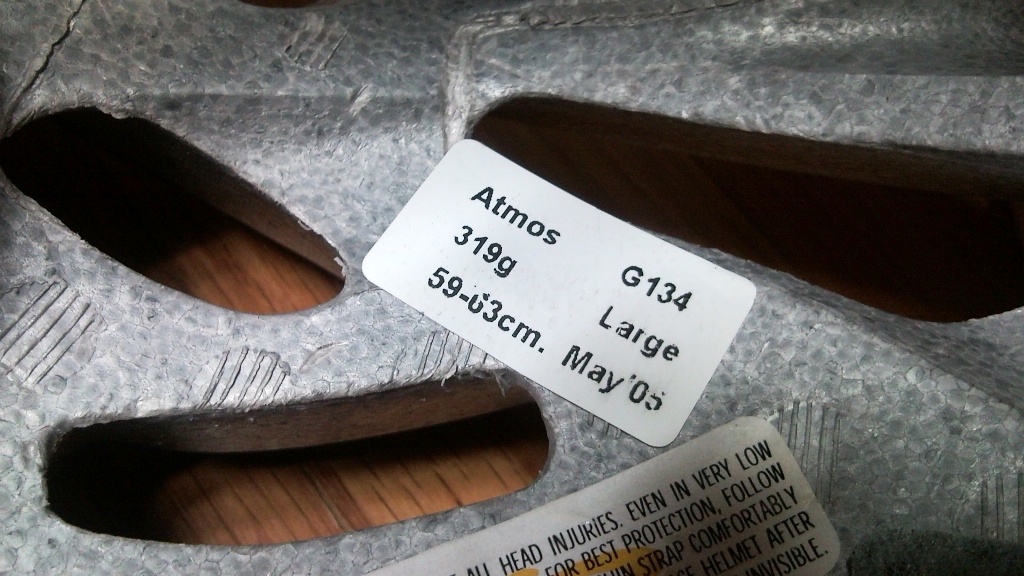 Atmos G134
319g Large
59-63cm. May'05
ALL HEAD INJURIES. EVEN IN VERY LOW
FOR BEST PROTECTION, FOLLOW
STRAP COMFORTABLY
HELMET AFTER
INVISIBLE.